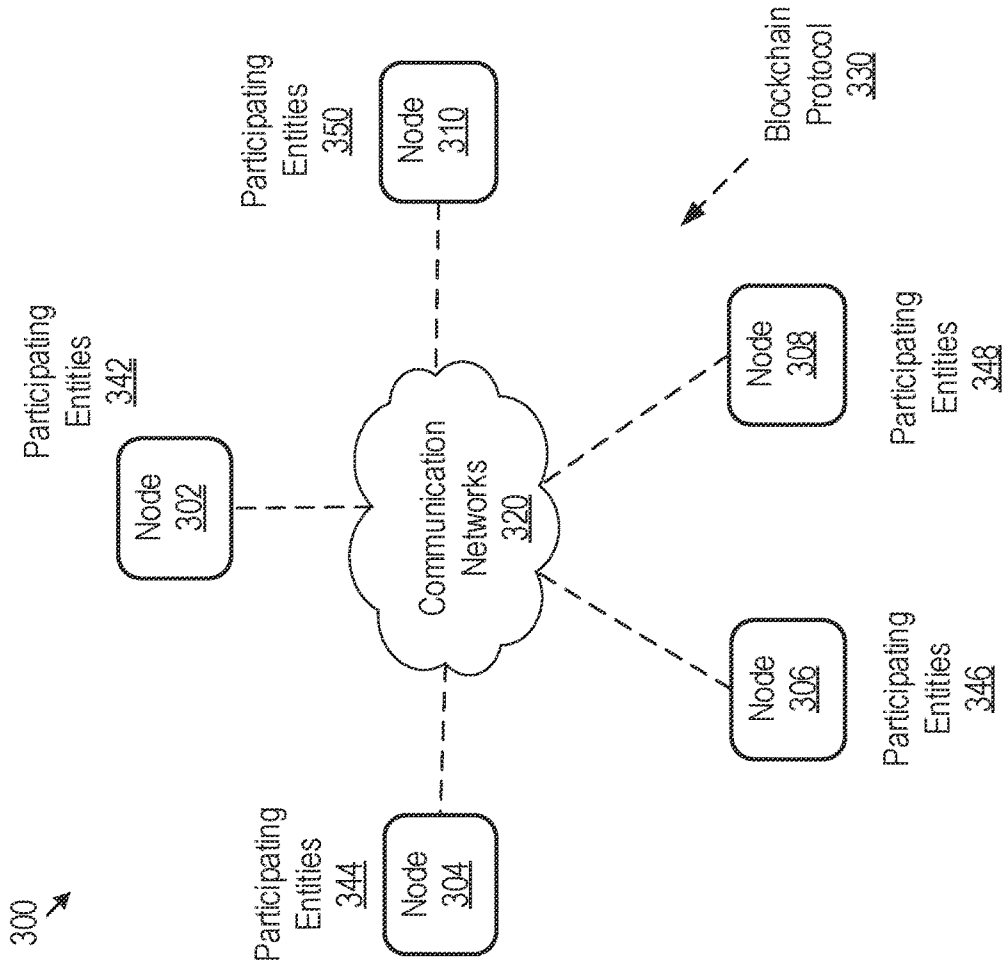 300
Participating
Entities
342
Node
302
Participating
Entities
344
Node
304
Participating
Entities
350
Node
310
Communication
Networks
320
Node
306
Participating
Entities
346
Node
308
Participating
Entities
348
Blockchain
Protocol
330